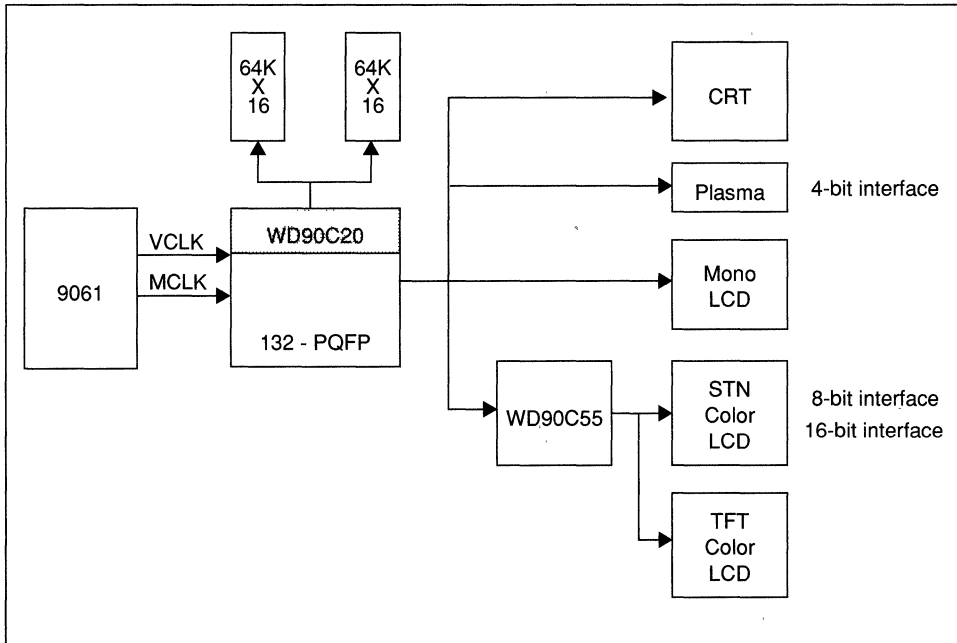 64K
X
16
64K
X
16
CRT
Plasma
4-bit interface
WD90C20
VCLK
MCLK
9061
132 - PQFP
Mono
LCD
WD90C55
STN
Color
LCD
8-bit interface
16-bit interface
TFT
Color
LCD